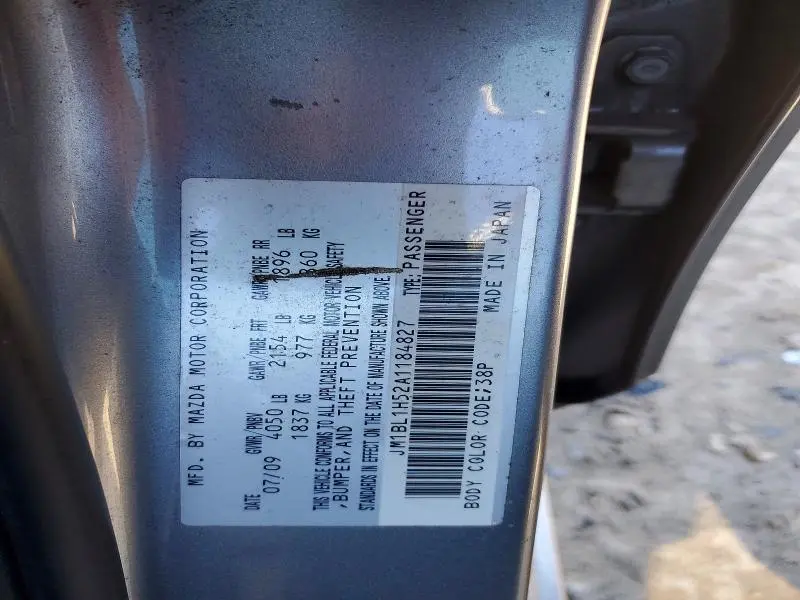 MFD. BY MAZDA MOTOR CORPORATION
DATE GVWR/PNBV GAWR/PNBE FRT GAWR/PNBE RR
07/09 4050 LB 2154 LB 1896 LB
1837 KG 977 KG 860 KG
THIS VEHICLE CONFORMS TO ALL APPLICABLE FEDERAL MOTOR VEHICLE SAFETY
,BUMPER,AND THEFT PREVENTION
STANDARDS IN EFFECT ON THE DATE OF MANUFACTURE SHOWN ABOVE.
JM1BL1H52A1184827 TYPE: PASSENGER
BODY COLOR CODE;38P MADE IN JAPAN